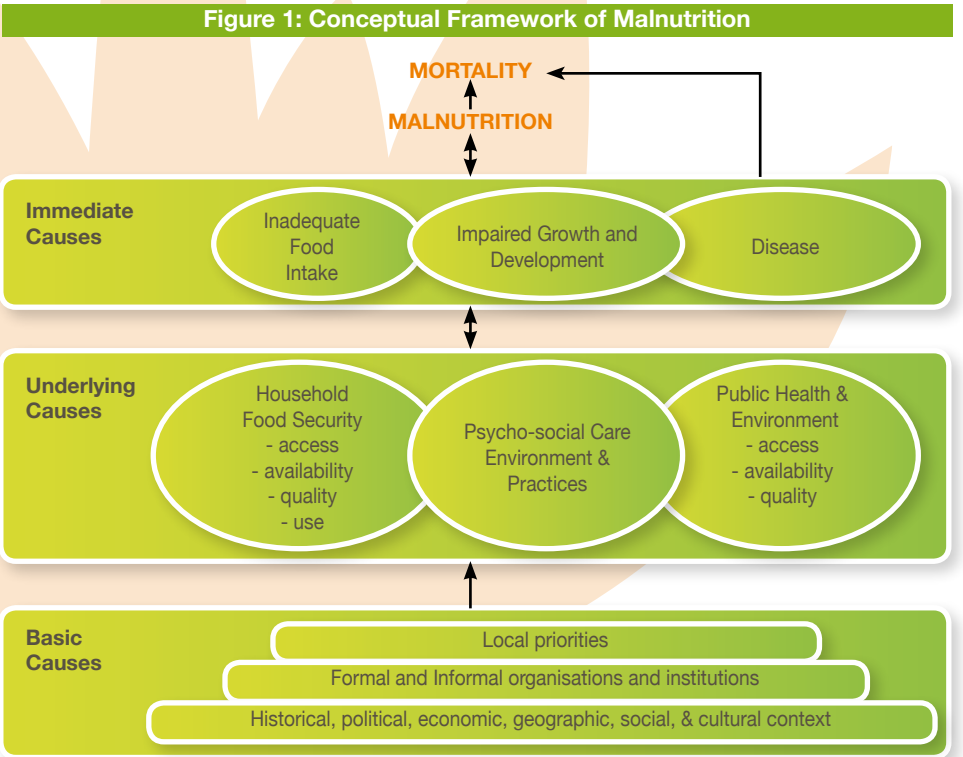 Figure 1: Conceptual Framework of Malnutrition
MORTALITY
MALNUTRITION
Immediate
Causes
Inadequate
Food
Intake
Impaired Growth and
Development
Disease
Underlying
Causes
Household
Food Security
- access
- availability
- quality
- use
Psycho-social Care
Environment &
Practices
Public Health &
Environment
- access
- availability
- quality
Basic
Causes
Local priorities
Formal and Informal organisations and institutions
Historical, political, economic, geographic, social, & cultural context